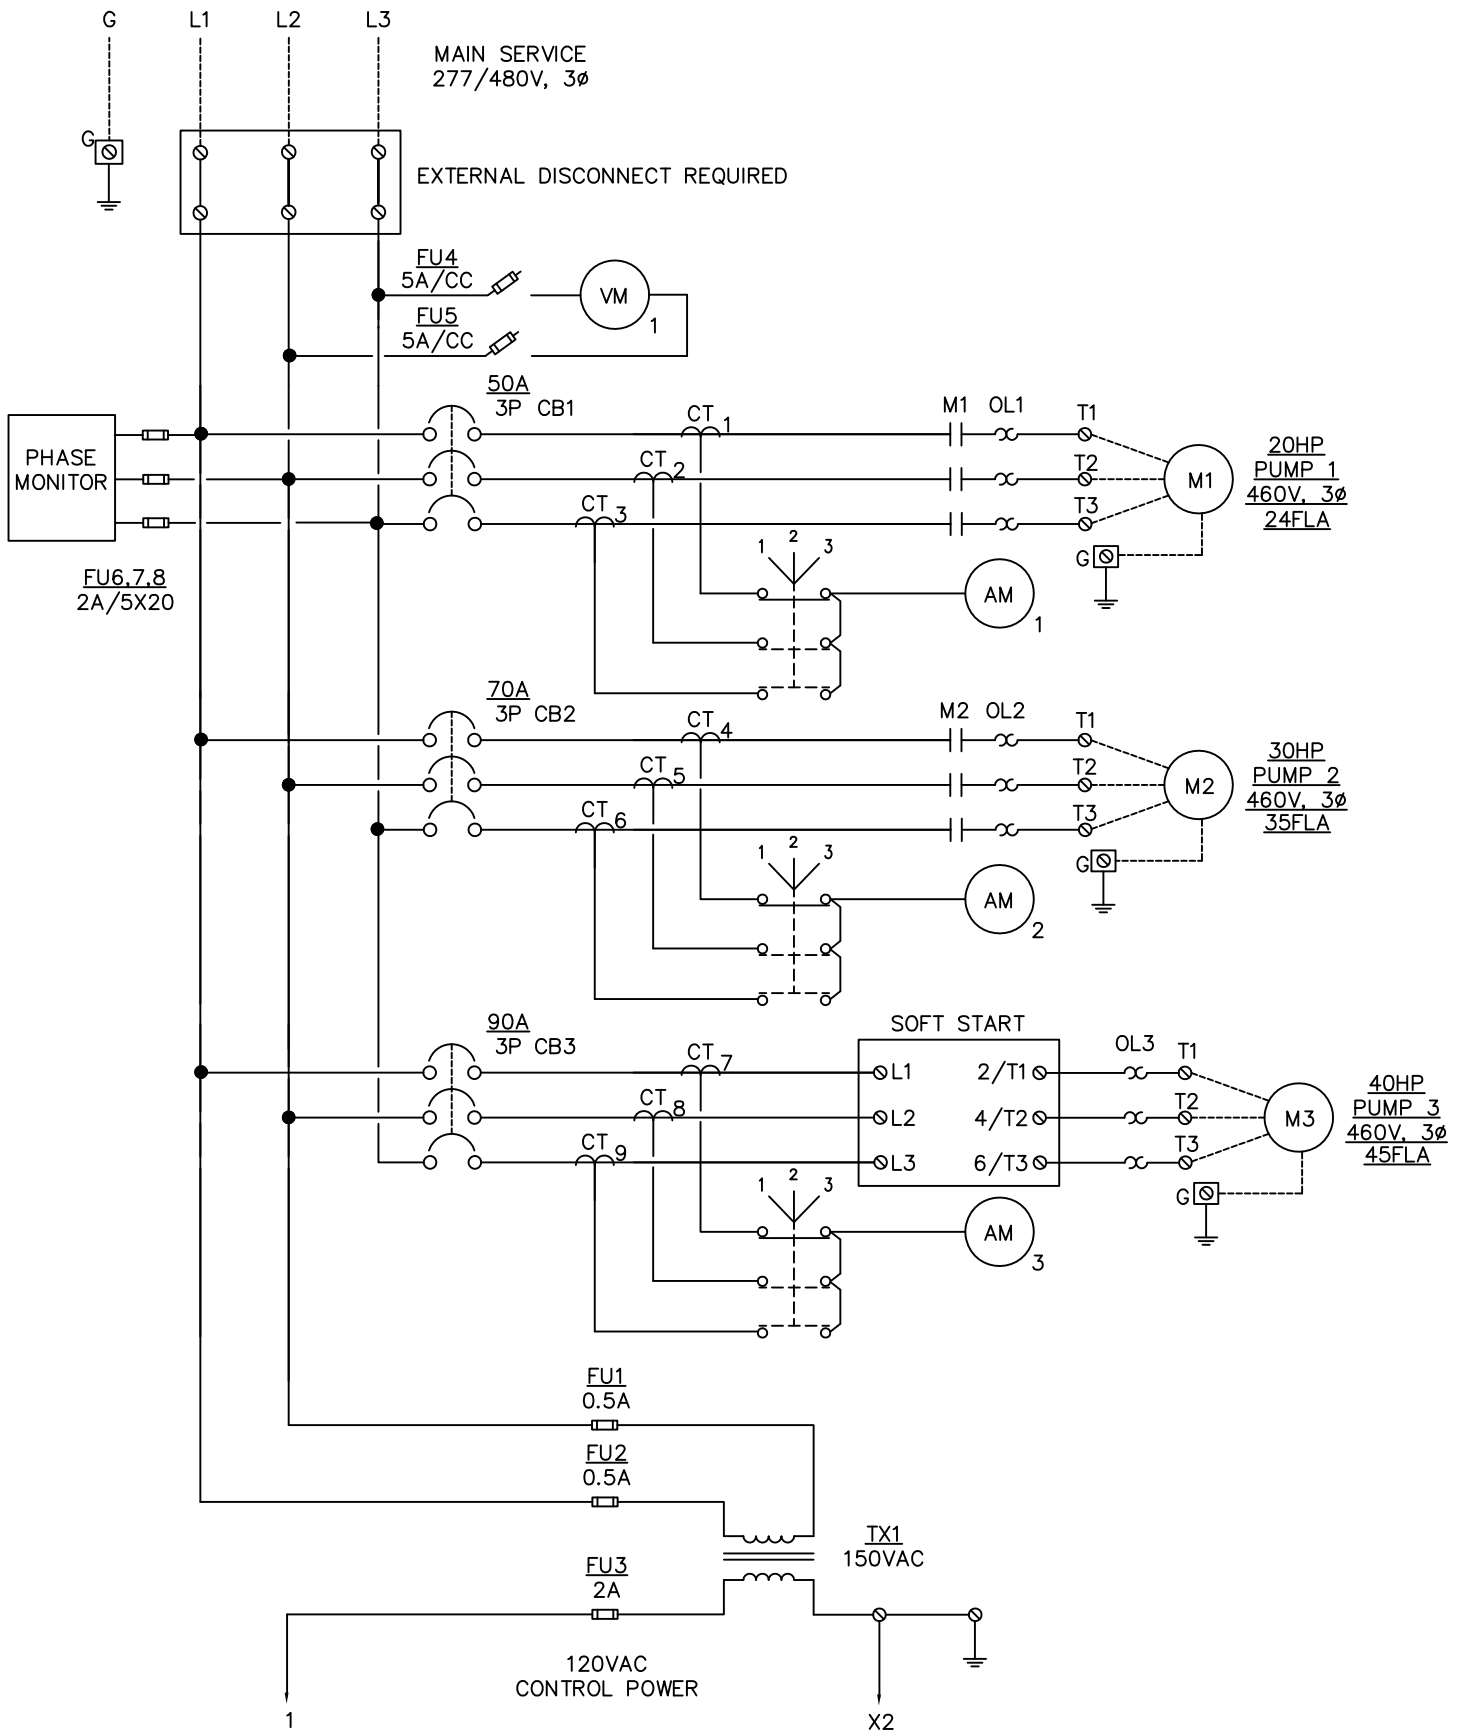 G L1 L2 L3
MAIN SERVICE
277/480V, 3ø
G
EXTERNAL DISCONNECT REQUIRED
FU4
5A/CC
VM
1
FU5
5A/CC
PHASE
MONITOR
FU6,7,8
2A/5X20
50A
3P CB1
CT 1
CT 2
CT 3
M1 OL1
T1
T2
T3
M1
G
20HP
PUMP 1
460V, 3ø
24FLA
1 2 3
AM
1
70A
3P CB2
CT 4
CT 5
CT 6
M2 OL2
T1
T2
T3
M2
G
30HP
PUMP 2
460V, 3ø
35FLA
1 2 3
AM
2
90A
3P CB3
CT 7
CT 8
CT 9
SOFT START
L1 2/T1
L2 4/T2
L3 6/T3
OL3
T1
T2
T3
M3
G
40HP
PUMP 3
460V, 3ø
45FLA
1 2 3
AM
3
FU1
0.5A
FU2
0.5A
TX1
150VAC
FU3
2A
120VAC
CONTROL POWER
1
X2